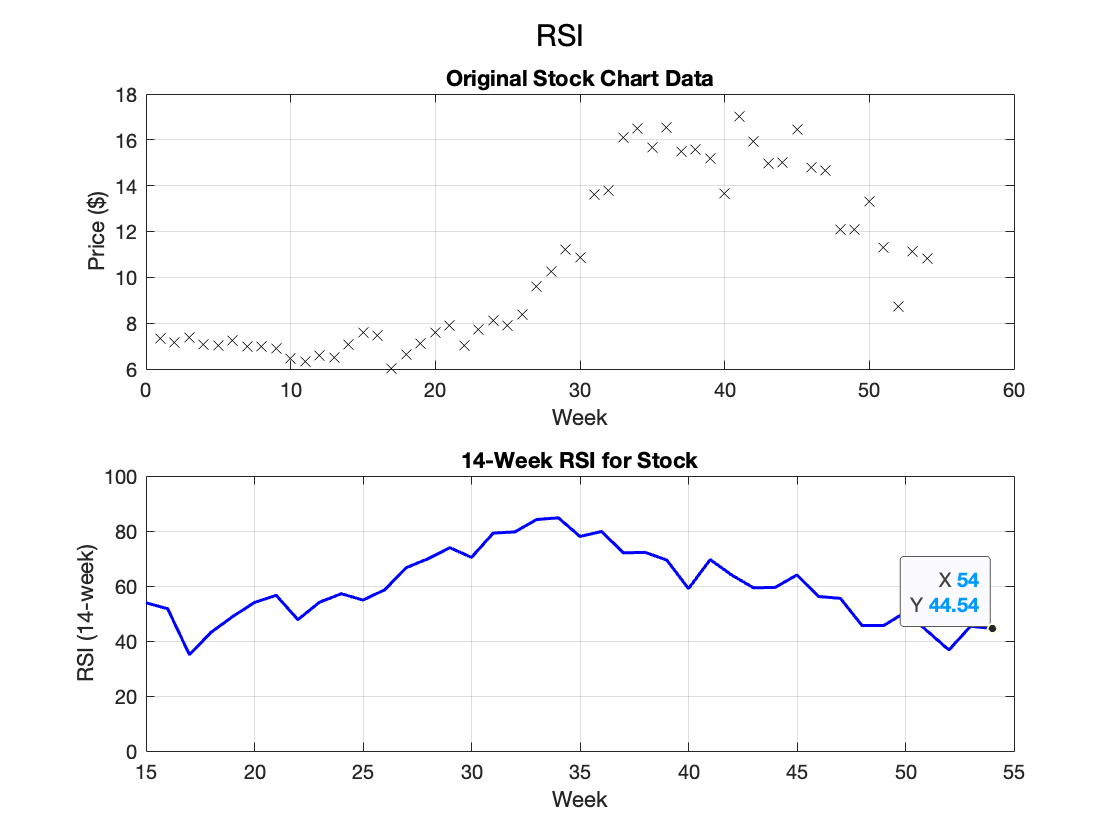 RSI
Original Stock Chart Data
18
16
14
12
10
8
6
Price ($)
0 10 20 30 40 50 60
Week
14-Week RSI for Stock
100
80
60
40
20
0
RSI (14-week)
X 54
Y 44.54
15 20 25 30 35 40 45 50 55
Week